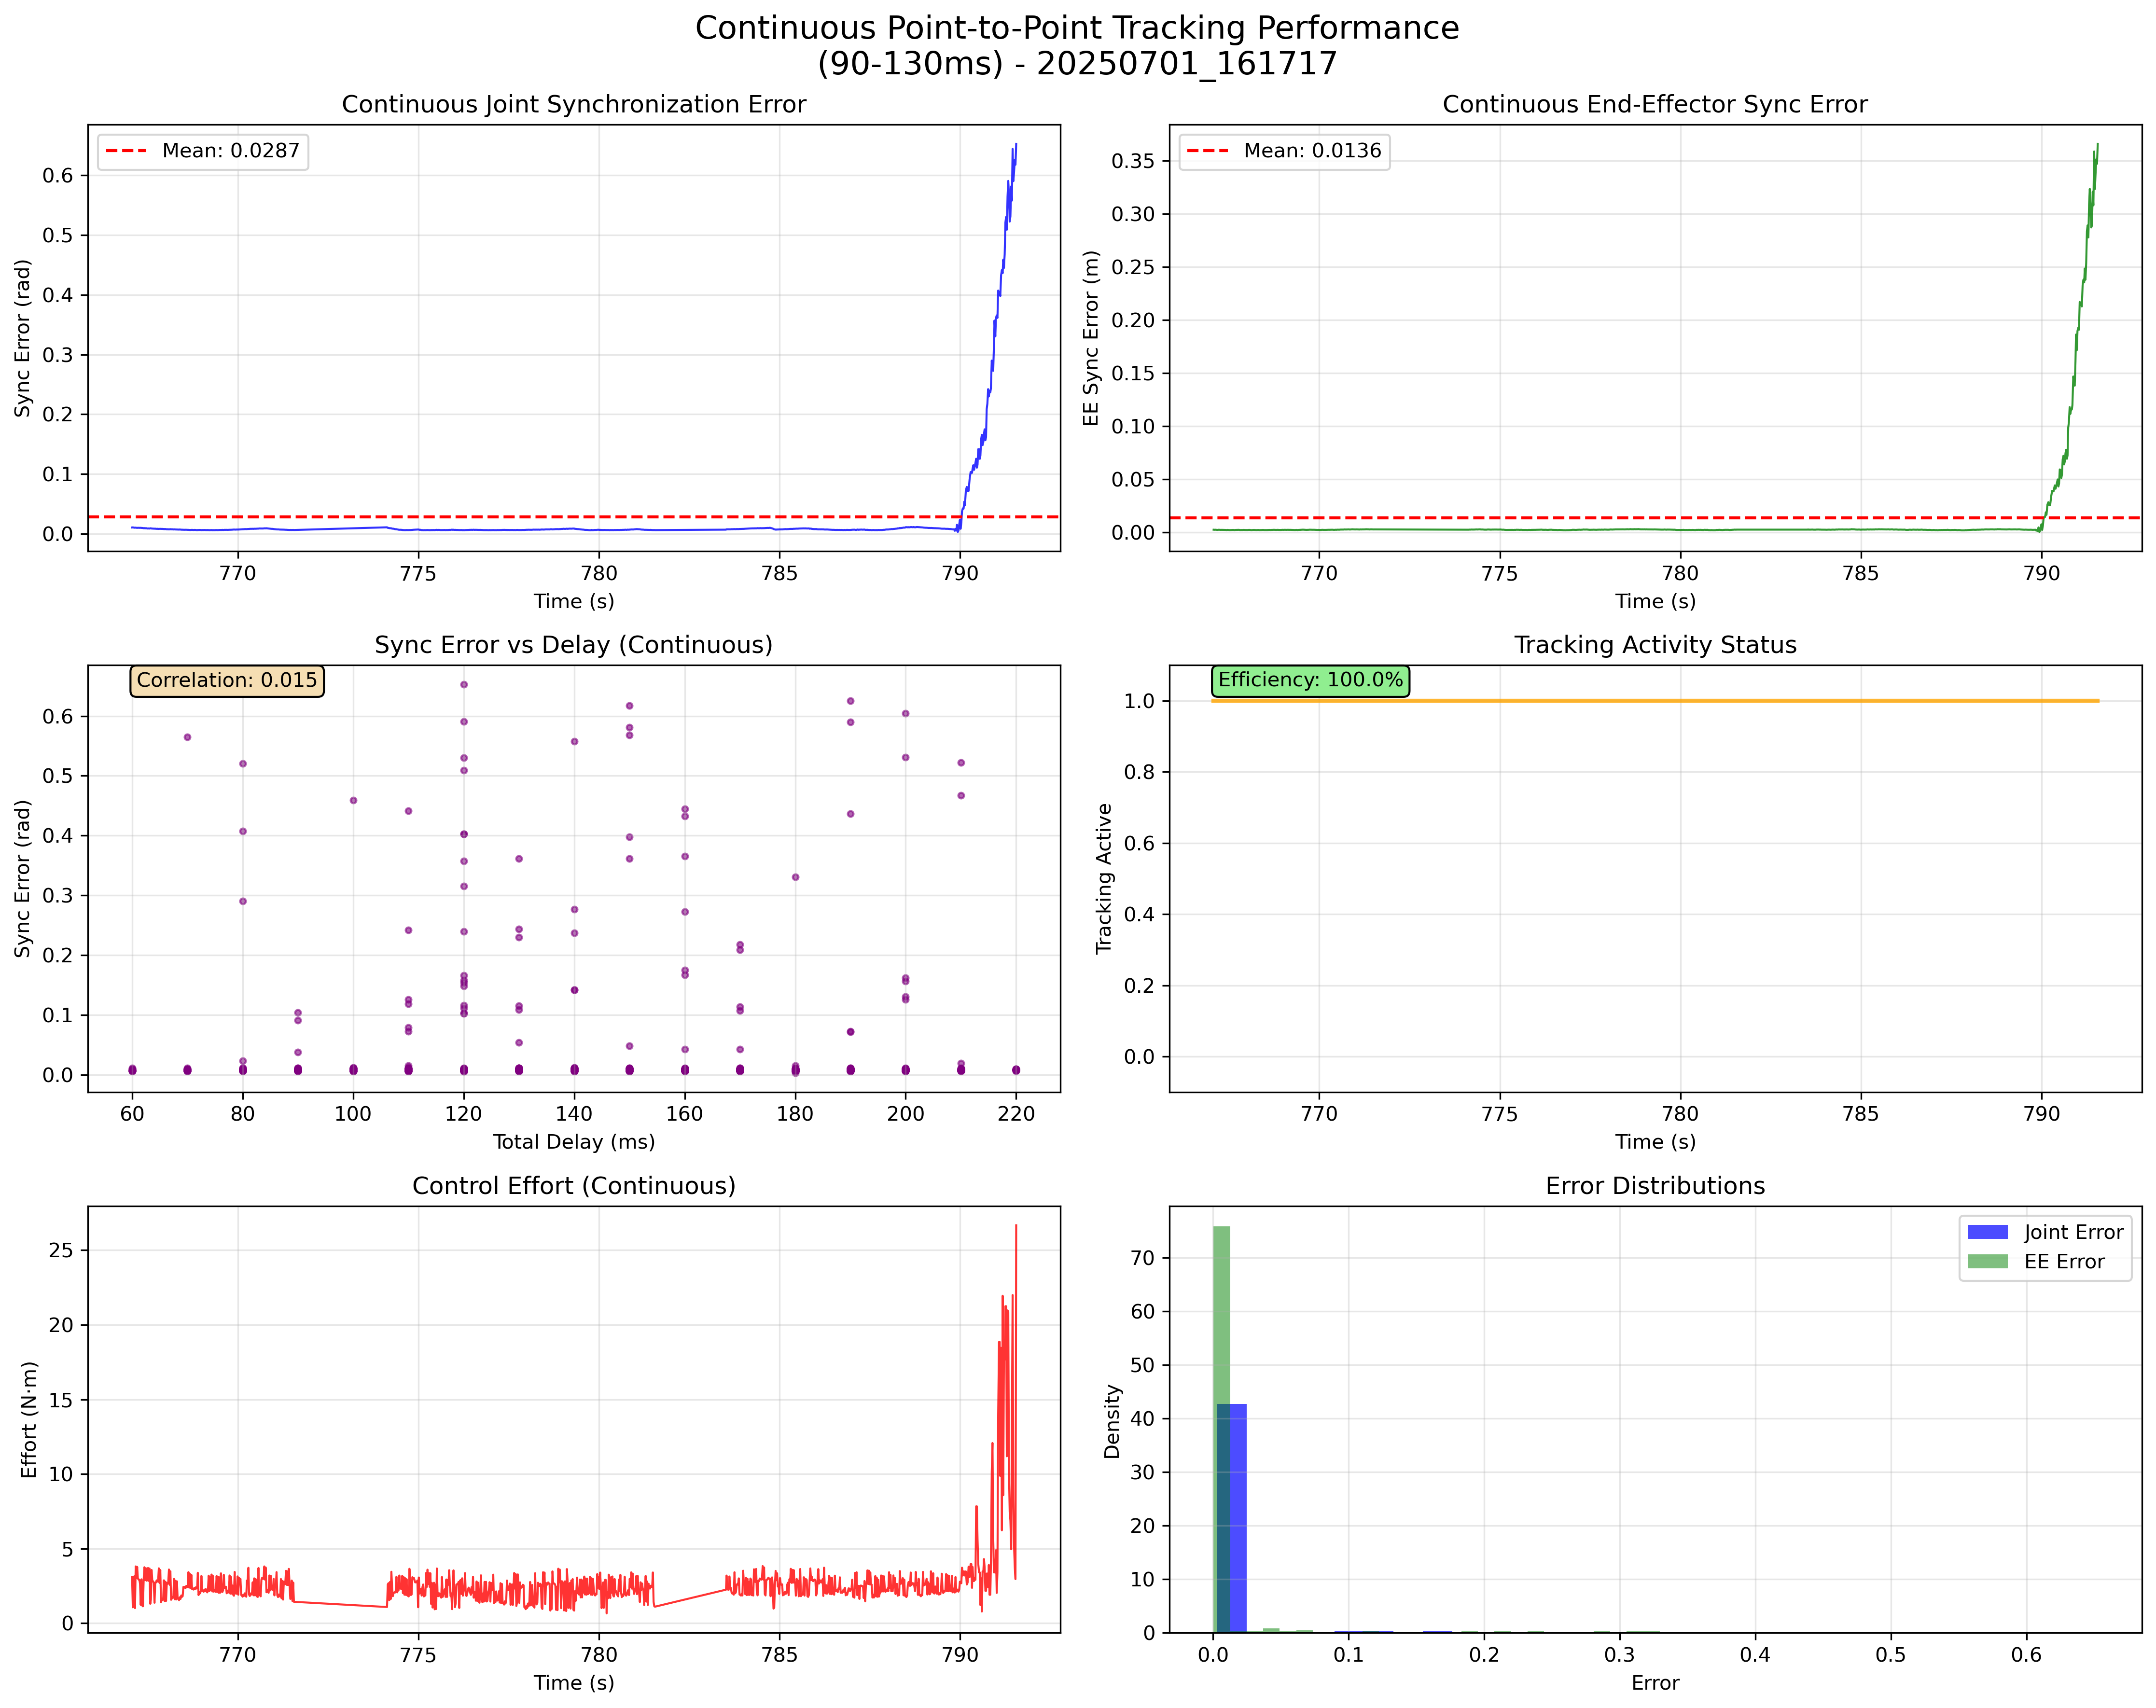 Continuous Point-to-Point Tracking Performance
(90-130ms) - 20250701_161717
Continuous Joint Synchronization Error
Mean: 0.0287
Sync Error (rad)
0.6
0.5
0.4
0.3
0.2
0.1
0.0
770 775 780 785 790
Time (s)
Continuous End-Effector Sync Error
Mean: 0.0136
EE Sync Error (m)
0.35
0.30
0.25
0.20
0.15
0.10
0.05
0.00
770 775 780 785 790
Time (s)
Sync Error vs Delay (Continuous)
Correlation: 0.015
Sync Error (rad)
0.6
0.5
0.4
0.3
0.2
0.1
0.0
60 80 100 120 140 160 180 200 220
Total Delay (ms)
Tracking Activity Status
Efficiency: 100.0%
Tracking Active
1.0
0.8
0.6
0.4
0.2
0.0
770 775 780 785 790
Time (s)
Control Effort (Continuous)
Effort (N·m)
25
20
15
10
5
0
770 775 780 785 790
Time (s)
Error Distributions
Joint Error
EE Error
Density
70
60
50
40
30
20
10
0
0.0 0.1 0.2 0.3 0.4 0.5 0.6
Error